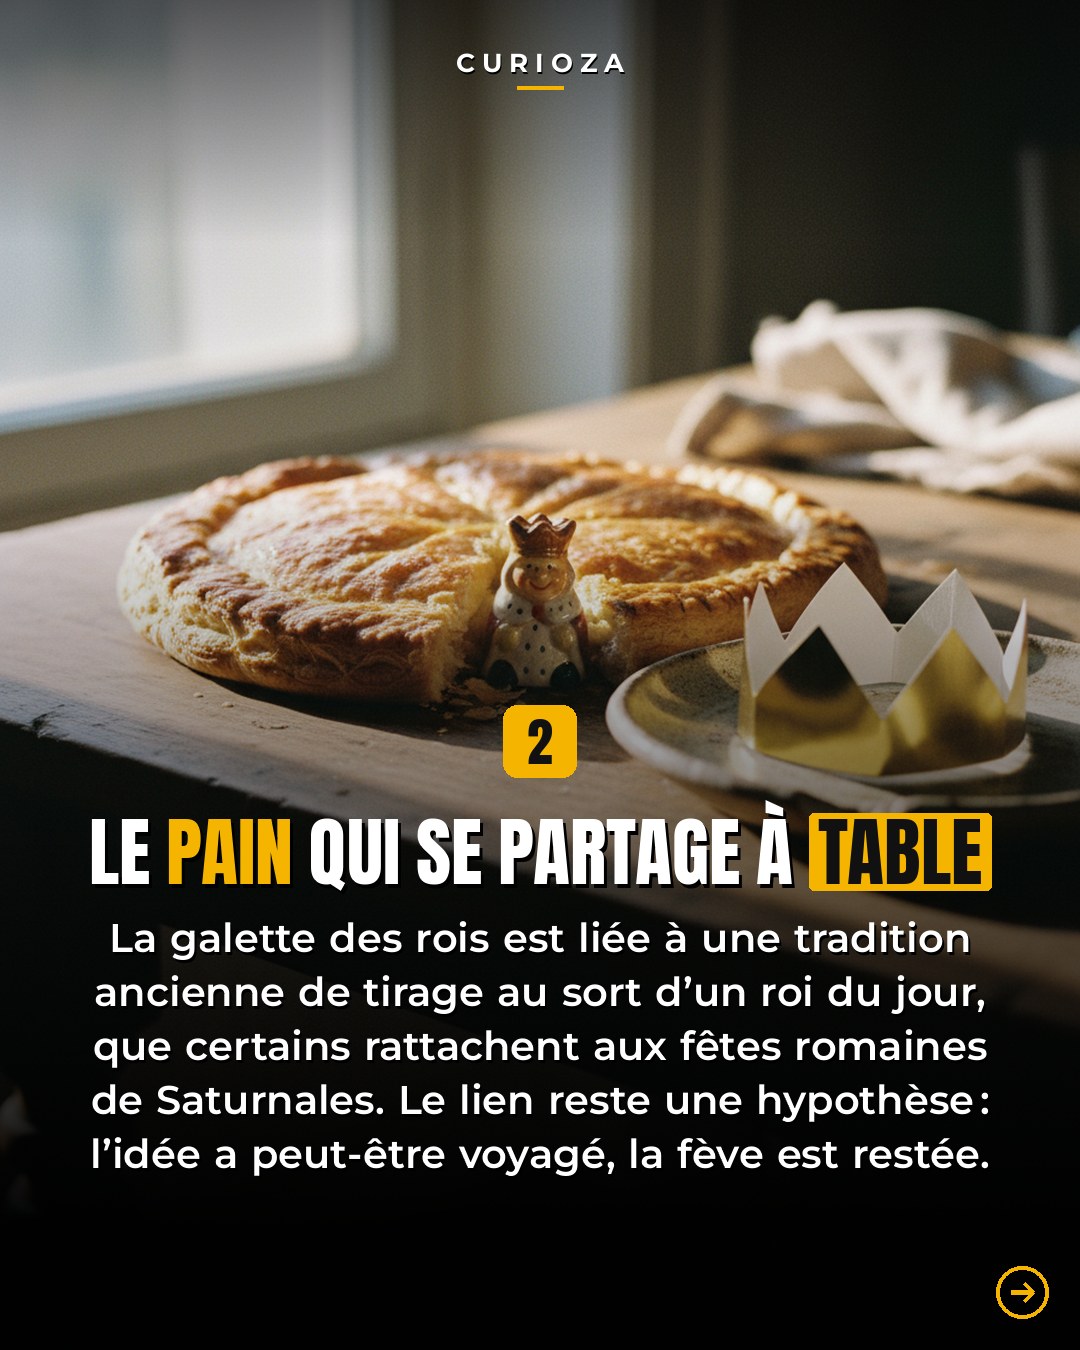 CURIOZA
2
LE PAIN QUI SE PARTAGE À TABLE
La galette des rois est liée à une tradition
ancienne de tirage au sort d’un roi du jour,
que certains rattachent aux fêtes romaines
de Saturnales. Le lien reste une hypothèse :
l’idée a peut-être voyagé, la fève est restée.